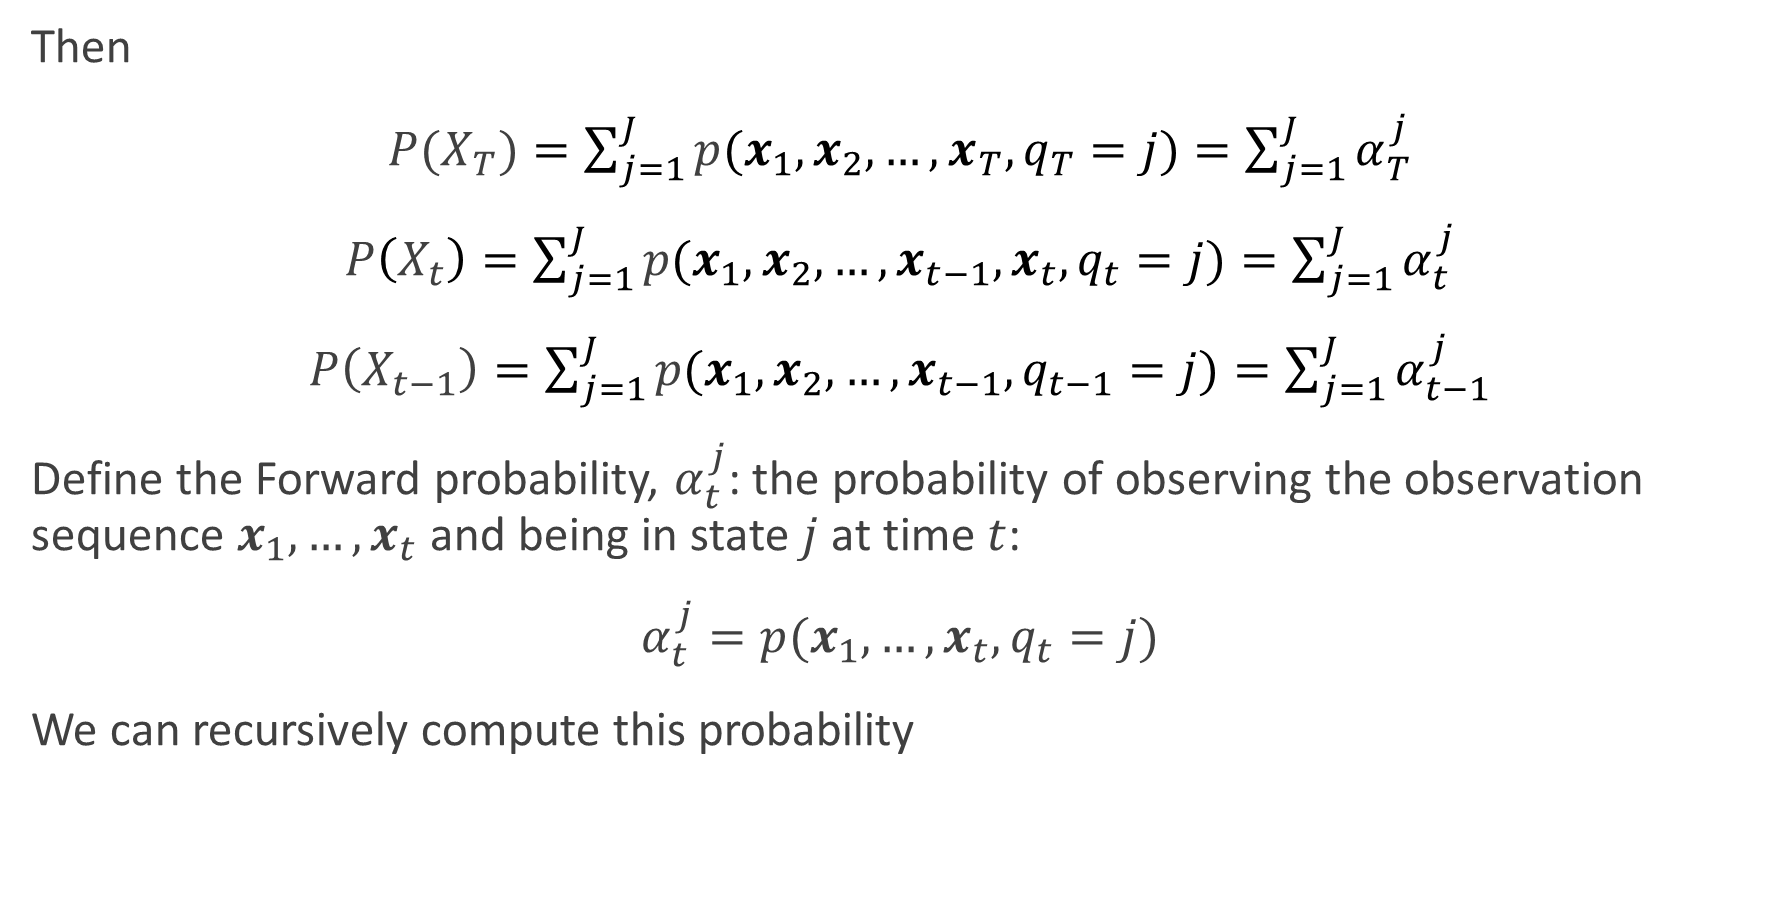 Then
P(X_T) = ∑_{j=1}^{J} p(𝒙_1, 𝒙_2, … , 𝒙_T, q_T = j) = ∑_{j=1}^{J} α_T^j
P(X_t) = ∑_{j=1}^{J} p(𝒙_1, 𝒙_2, … , 𝒙_{t−1}, 𝒙_t, q_t = j) = ∑_{j=1}^{J} α_t^j
P(X_{t−1}) = ∑_{j=1}^{J} p(𝒙_1, 𝒙_2, … , 𝒙_{t−1}, q_{t−1} = j) = ∑_{j=1}^{J} α_{t−1}^j
Define the Forward probability, α_t^j: the probability of observing the observation
sequence 𝒙_1, … , 𝒙_t and being in state j at time t:
α_t^j = p(𝒙_1, … , 𝒙_t, q_t = j)
We can recursively compute this probability